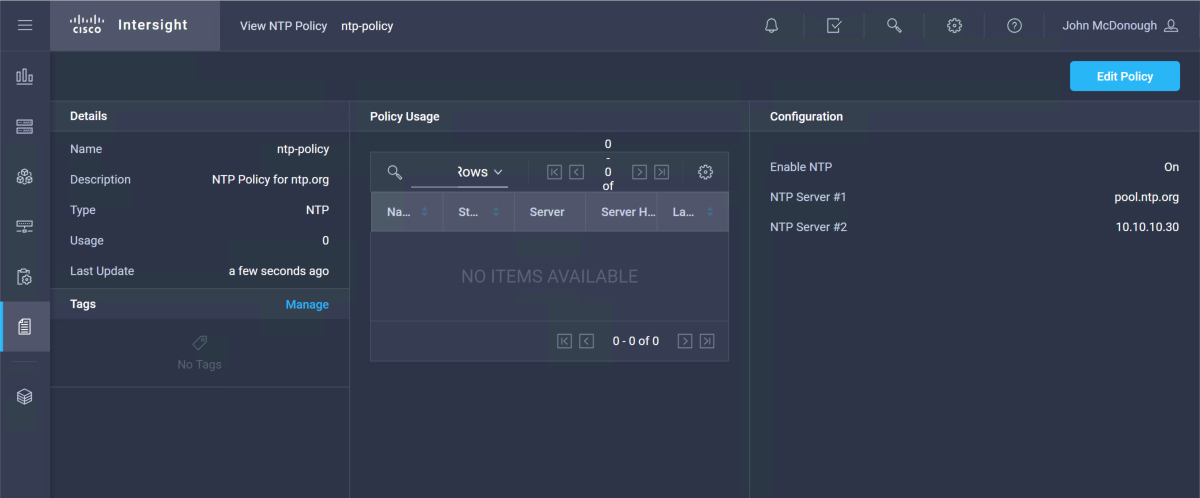 CISCO Intersight View NTP Policy ntp-policy John McDonough
Edit Policy
Details
Name ntp-policy
Description NTP Policy for ntp.org
Type NTP
Usage 0
Last Update a few seconds ago
Tags Manage
No Tags
Policy Usage
Rows 0 - 0 of
Na... St... Server Server H... La...
NO ITEMS AVAILABLE
0 - 0 of 0
Configuration
Enable NTP On
NTP Server #1 pool.ntp.org
NTP Server #2 10.10.10.30